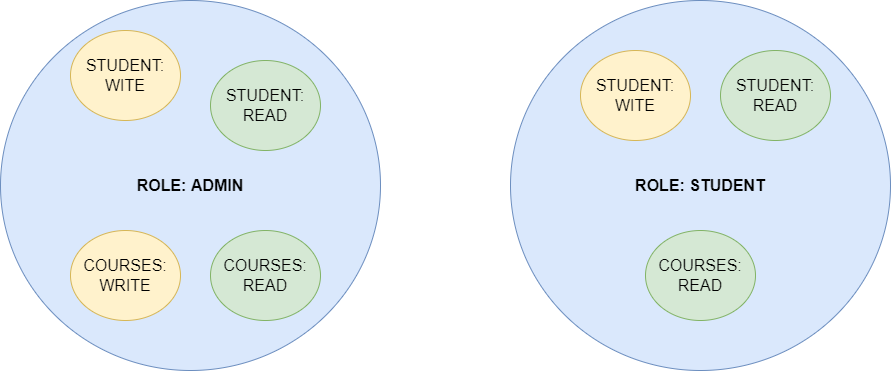 STUDENT:
WITE
STUDENT:
READ
ROLE: ADMIN
COURSES:
WRITE
COURSES:
READ
STUDENT:
WITE
STUDENT:
READ
ROLE: STUDENT
COURSES:
READ